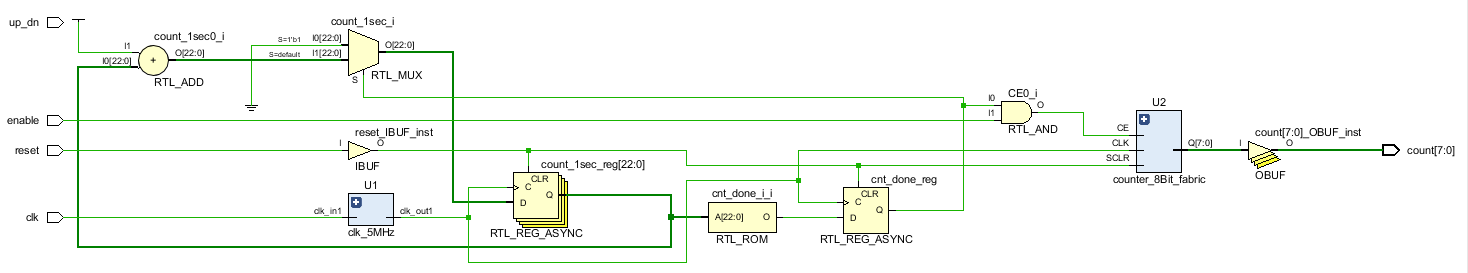 up_dn
count_1sec0_i
I1
I0[22:0]
+
O[22:0]
RTL_ADD
count_1sec_i
S=1'b1
I0[22:0]
S=default
I1[22:0]
O[22:0]
S
RTL_MUX
enable
reset
reset_IBUF_inst
I
O
IBUF
clk
U1
clk_in1
clk_out1
clk_5MHz
count_1sec_reg[22:0]
CLR
C
D
Q
RTL_REG_ASYNC
cnt_done_i_i
A[22:0]
O
RTL_ROM
cnt_done_reg
CLR
C
D
Q
RTL_REG_ASYNC
CE0_i
I0
I1
O
RTL_AND
U2
CE
CLK
SCLR
Q[7:0]
counter_8Bit_fabric
count[7:0]_OBUF_inst
I
O
OBUF
count[7:0]